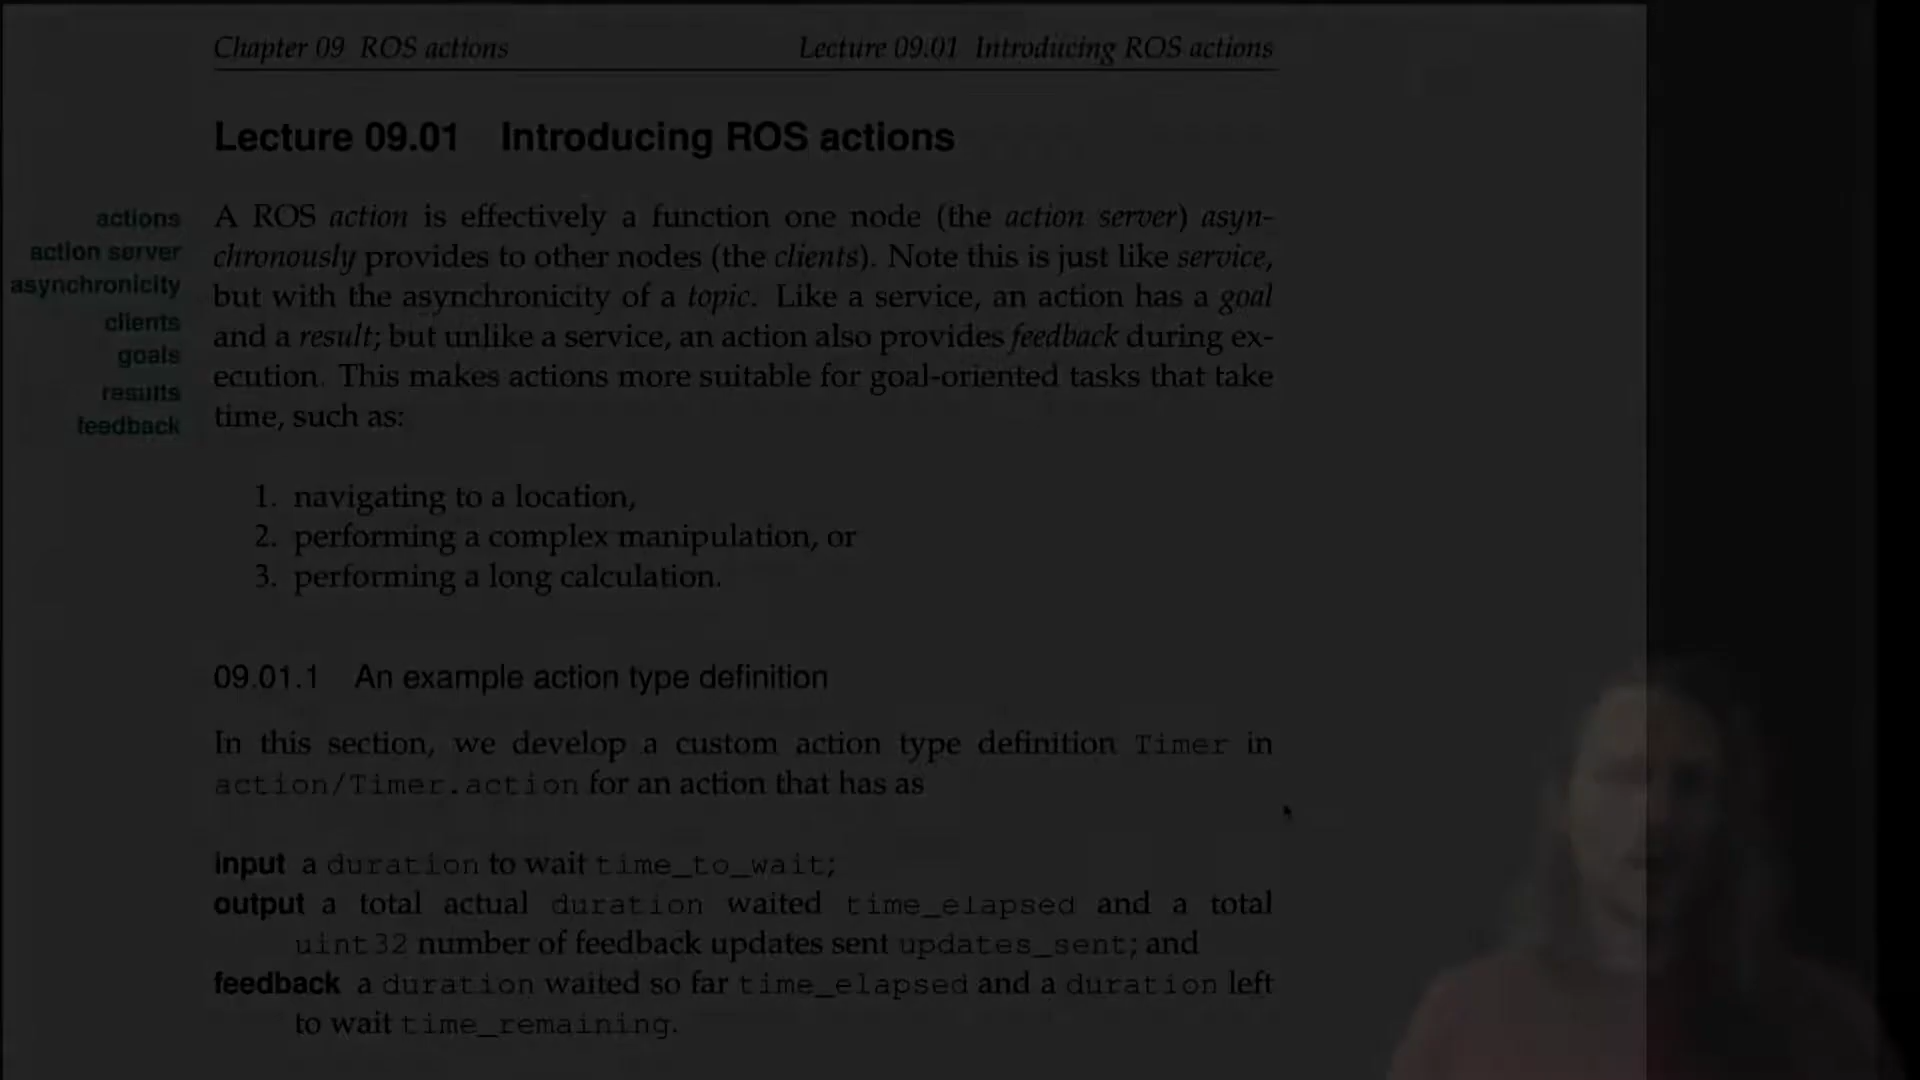 Chapter 09 ROS actions
Lecture 09.01 Introducing ROS actions
Lecture 09.01 Introducing ROS actions
actions
action server
asynchronicity
clients
goals
results
feedback
A ROS action is effectively a function one node (the action server) asyn-
chronously provides to other nodes (the clients). Note this is just like service,
but with the asynchronicity of a topic. Like a service, an action has a goal
and a result; but unlike a service, an action also provides feedback during ex-
ecution. This makes actions more suitable for goal-oriented tasks that take
time, such as:
1. navigating to a location,
2. performing a complex manipulation, or
3. performing a long calculation.
09.01.1 An example action type definition
In this section, we develop a custom action type definition Timer in
action/Timer.action for an action that has as
input a duration to wait time_to_wait;
output a total actual duration waited time_elapsed and a total
uint32 number of feedback updates sent updates_sent; and
feedback a duration waited so far time_elapsed and a duration left
to wait time_remaining.